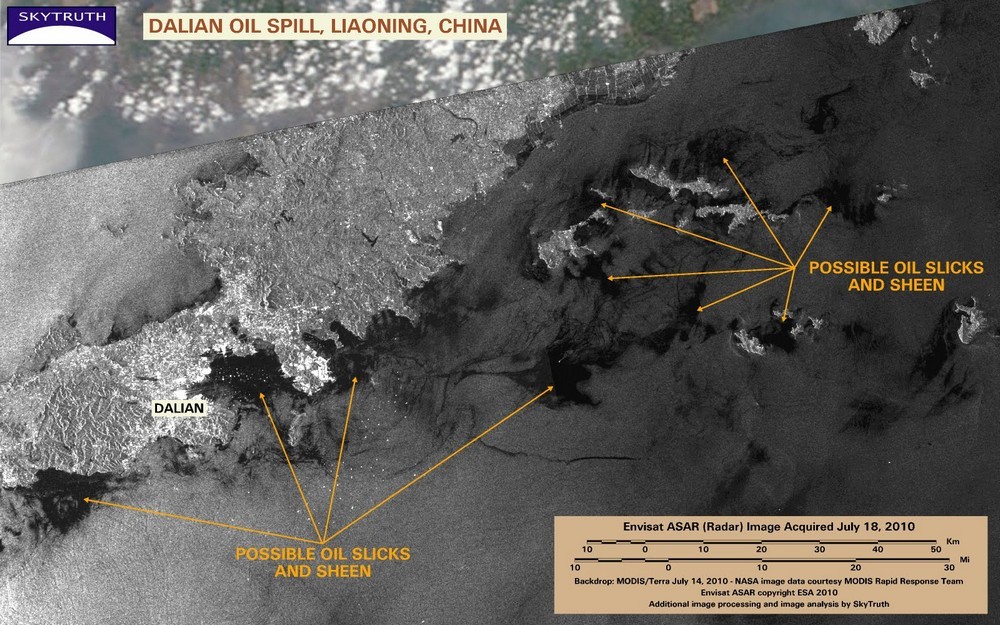 SKYTRUTH
DALIAN OIL SPILL, LIAONING, CHINA
POSSIBLE OIL SLICKS
AND SHEEN
DALIAN
POSSIBLE OIL SLICKS
AND SHEEN
Envisat ASAR (Radar) Image Acquired July 18, 2010
Km
10 0 10 20 30 40 50
Mi
10 0 10 20 30
Backdrop: MODIS/Terra July 14, 2010 - NASA image data courtesy MODIS Rapid Response Team
Envisat ASAR copyright ESA 2010
Additional image processing and image analysis by SkyTruth